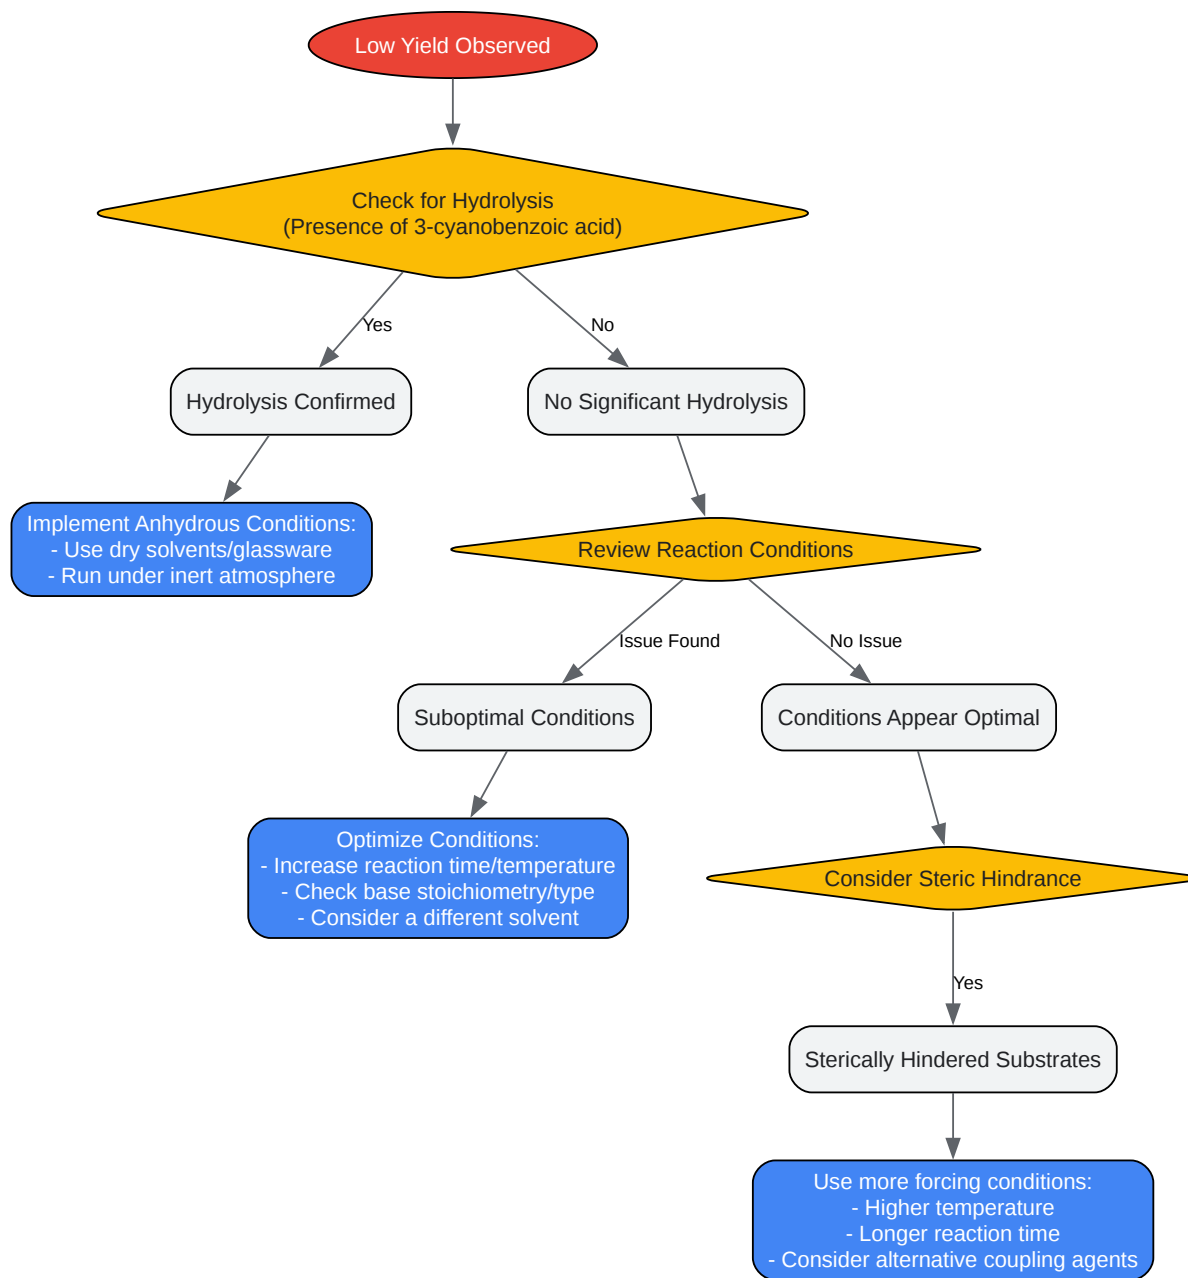 Low Yield Observed
Check for Hydrolysis
(Presence of 3-cyanobenzoic acid)
Yes
No
Hydrolysis Confirmed
No Significant Hydrolysis
Implement Anhydrous Conditions:
- Use dry solvents/glassware
- Run under inert atmosphere
Review Reaction Conditions
Issue Found
No Issue
Suboptimal Conditions
Conditions Appear Optimal
Optimize Conditions:
- Increase reaction time/temperature
- Check base stoichiometry/type
- Consider a different solvent
Consider Steric Hindrance
Yes
Sterically Hindered Substrates
Use more forcing conditions:
- Higher temperature
- Longer reaction time
- Consider alternative coupling agents